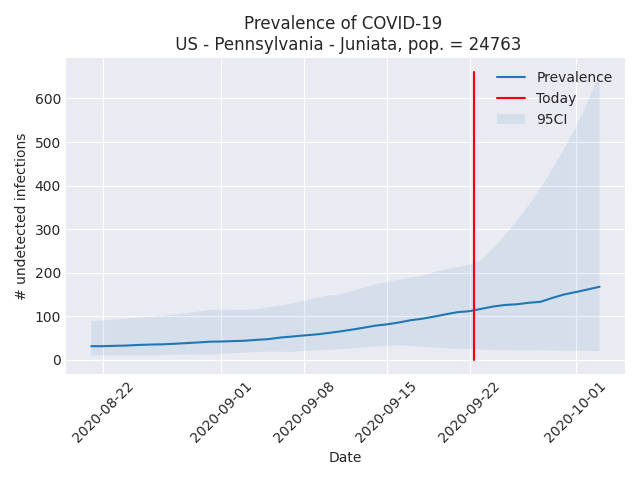 Prevalence of COVID-19
US - Pennsylvania - Juniata, pop. = 24763
Prevalence
Today
95CI
# undetected infections
600
500
400
300
200
100
0
2020-08-22
2020-09-01
2020-09-08
2020-09-15
2020-09-22
2020-10-01
Date